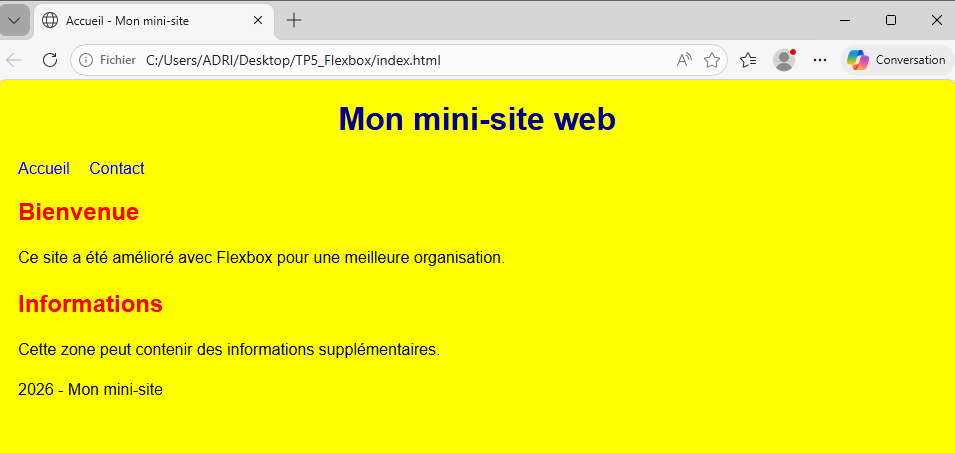 Accueil - Mon mini-site
Fichier C:/Users/ADRI/Desktop/TP5_Flexbox/index.html
Conversation
Mon mini-site web
Accueil Contact
Bienvenue
Ce site a été amélioré avec Flexbox pour une meilleure organisation.
Informations
Cette zone peut contenir des informations supplémentaires.
2026 - Mon mini-site